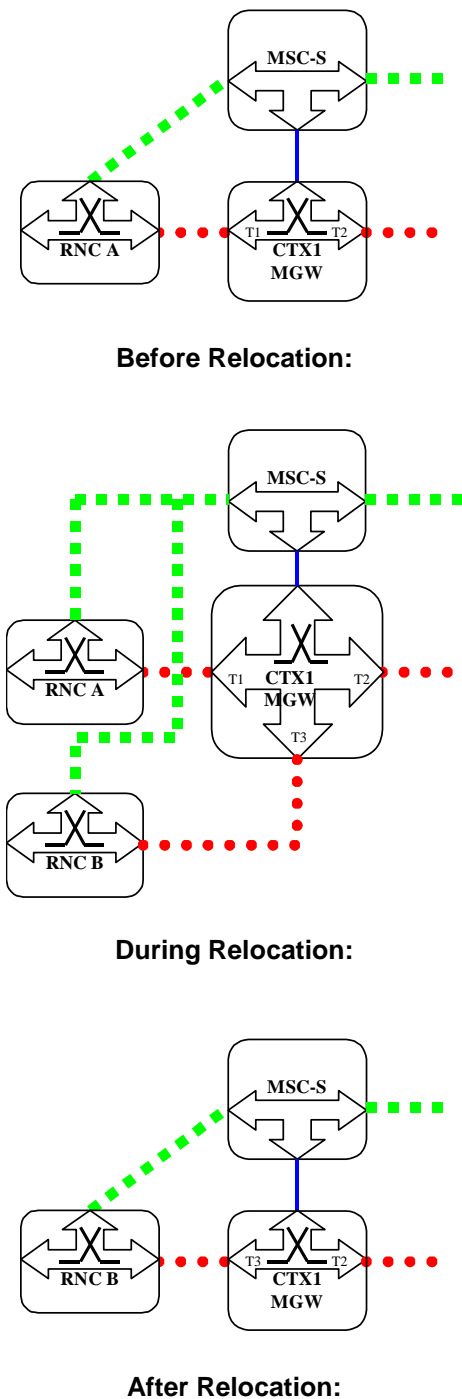 MSC-S
RNC A
T1
T2
CTX1
MGW
Before Relocation:
MSC-S
RNC A
T1
CTX1
T2
MGW
T3
RNC B
During Relocation:
MSC-S
RNC B
T3
T2
CTX1
MGW
After Relocation: